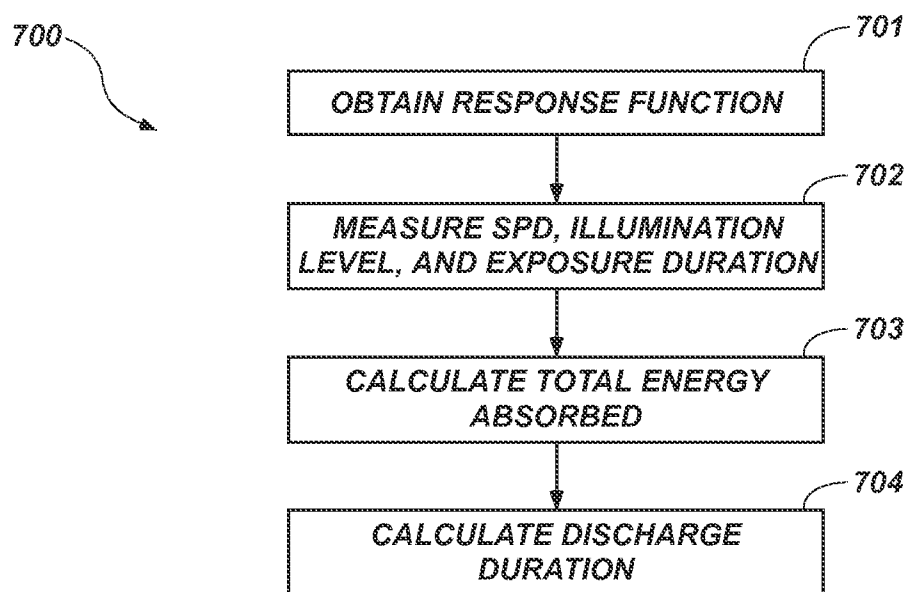 700
701
OBTAIN RESPONSE FUNCTION
702
MEASURE SPD, ILLUMINATION
LEVEL, AND EXPOSURE DURATION
703
CALCULATE TOTAL ENERGY
ABSORBED
704
CALCULATE DISCHARGE
DURATION